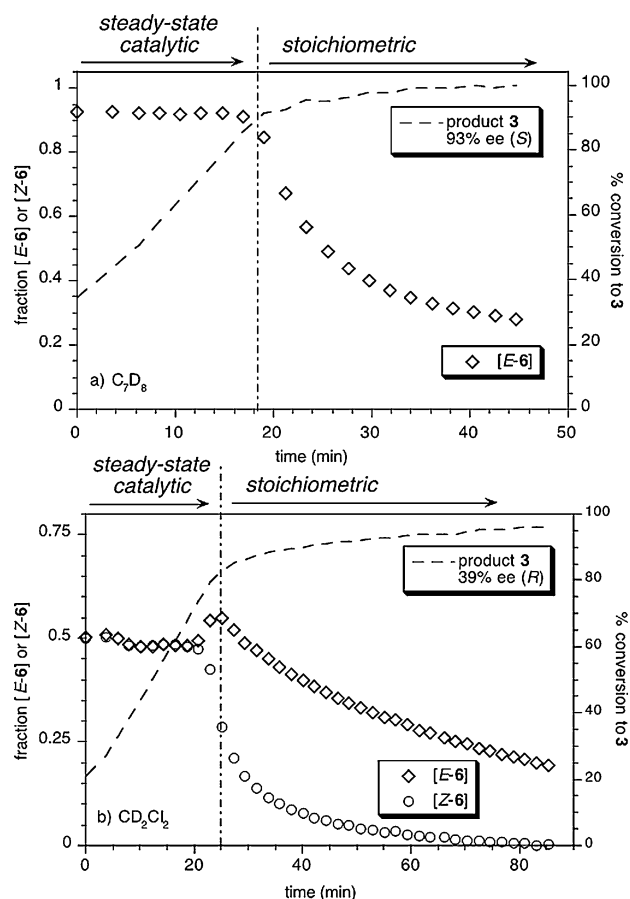 steady-state
catalytic
stoichiometric
1
0.8
0.6
0.4
0.2
0
100
80
60
40
20
0
fraction [E-6] or [Z-6]
% conversion to 3
product 3
93% ee (S)
[E-6]
a) C7D8
0 10 20 30 40 50
time (min)
steady-state
catalytic
stoichiometric
0.75
0.5
0.25
0
100
80
60
40
20
0
fraction [E-6] or [Z-6]
% conversion to 3
product 3
39% ee (R)
[E-6]
[Z-6]
b) CD2Cl2
0 20 40 60 80
time (min)